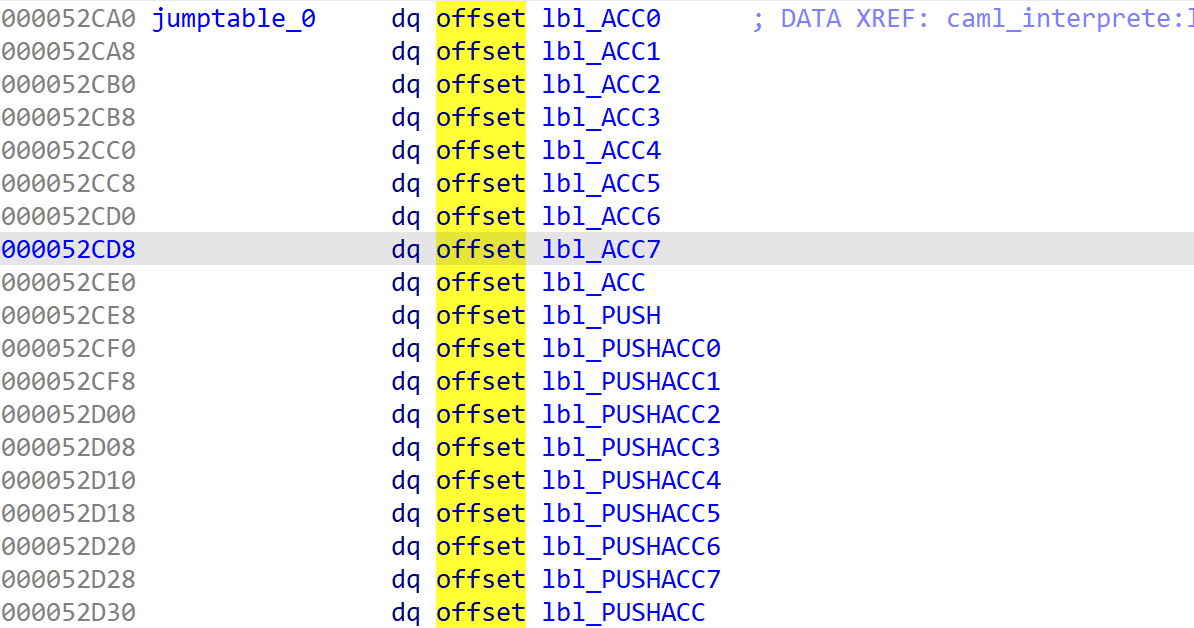 000052CA0 jumptable_0 dq offset lbl_ACC0 ; DATA XREF: caml_interprete:
000052CA8 dq offset lbl_ACC1
000052CB0 dq offset lbl_ACC2
000052CB8 dq offset lbl_ACC3
000052CC0 dq offset lbl_ACC4
000052CC8 dq offset lbl_ACC5
000052CD0 dq offset lbl_ACC6
000052CD8 dq offset lbl_ACC7
000052CE0 dq offset lbl_ACC
000052CE8 dq offset lbl_PUSH
000052CF0 dq offset lbl_PUSHACC0
000052CF8 dq offset lbl_PUSHACC1
000052D00 dq offset lbl_PUSHACC2
000052D08 dq offset lbl_PUSHACC3
000052D10 dq offset lbl_PUSHACC4
000052D18 dq offset lbl_PUSHACC5
000052D20 dq offset lbl_PUSHACC6
000052D28 dq offset lbl_PUSHACC7
000052D30 dq offset lbl_PUSHACC